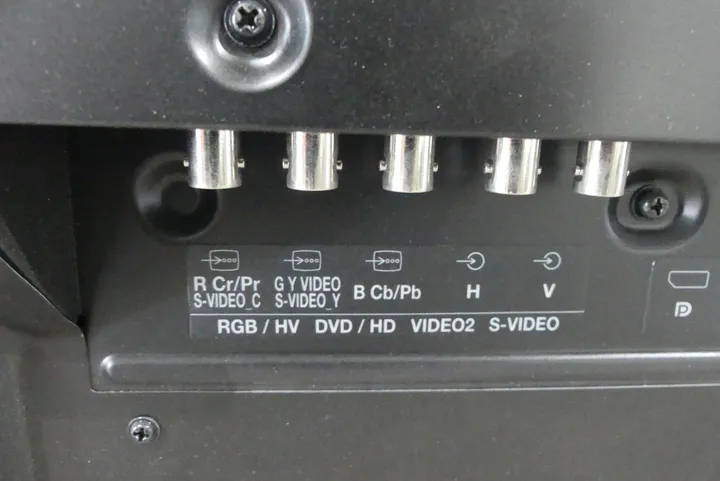 R Cr/Pr G Y VIDEO B Cb/Pb H V
S-VIDEO_C S-VIDEO_Y
RGB / HV DVD / HD VIDEO2 S-VIDEO